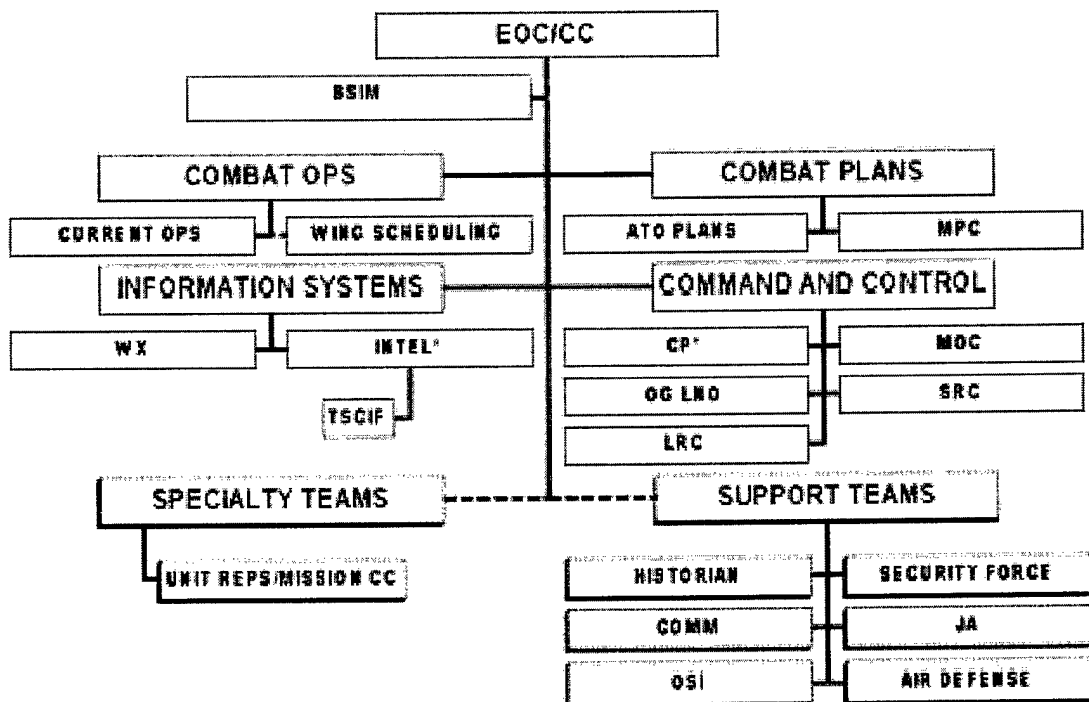 EOC/CC
BSIM
COMBAT OPS
COMBAT PLANS
CURRENT OPS
WING SCHEDULING
ATO PLANS
MPC
INFORMATION SYSTEMS
COMMAND AND CONTROL
WX
INTEL*
CP*
MOC
OG LNO
SRC
TSCIF
LRC
SPECIALTY TEAMS
SUPPORT TEAMS
UNIT REPS/MISSION CC
HISTORIAN
SECURITY FORCE
COMM
JA
OSI
AIR DEFENSE